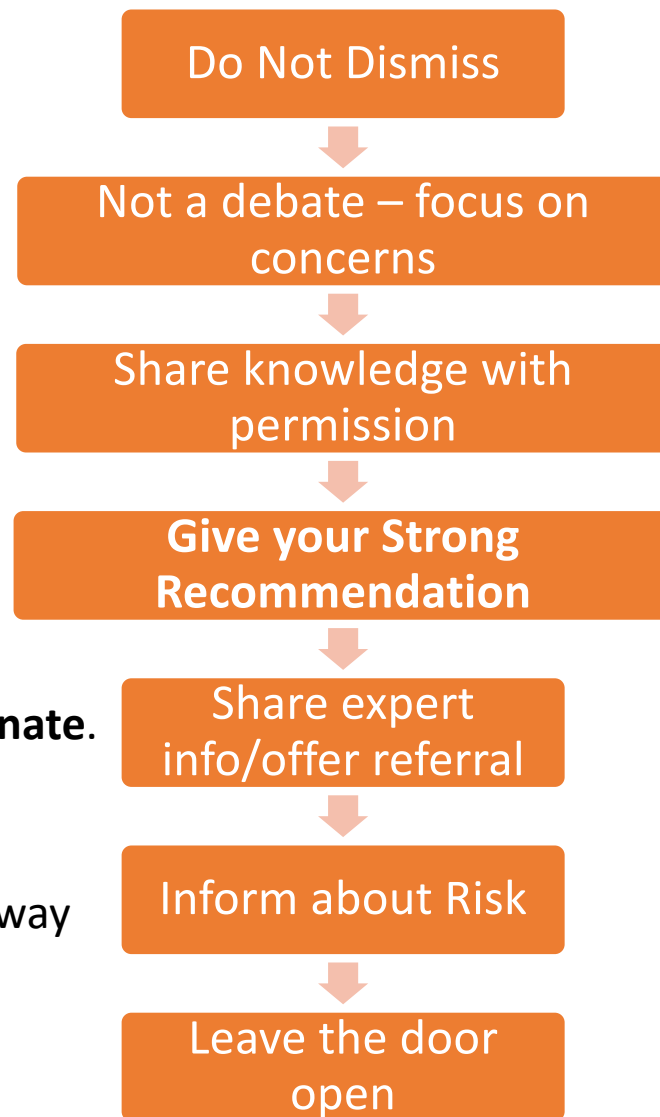 Do Not Dismiss
Not a debate – focus on
concerns
Share knowledge with
permission
Give your Strong
Recommendation
nate.
Share expert
info/offer referral
way
Inform about Risk
Leave the door
open